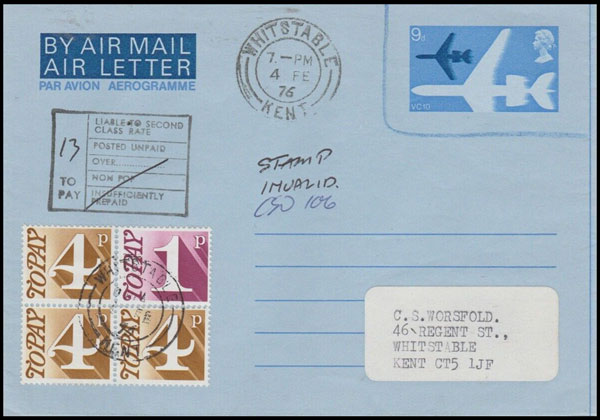 BY AIR MAIL
AIR LETTER
PAR AVION AEROGRAMME
WHITSTABLE
7.-PM
4 FE
76
KENT.
9d
VC10
13
TO
PAY
LIABLE TO SECOND
CLASS RATE
POSTED UNPAID
OVER
NON POF
INSUFFICIENTLY
PREPAID
STAMP
INVALID.
CSD 106
4p
TO PAY
1p
TO PAY
4p
TO PAY
4p
TO PAY
C.S.WORSFOLD.
46 REGENT ST.,
WHITSTABLE
KENT CT5 1JF